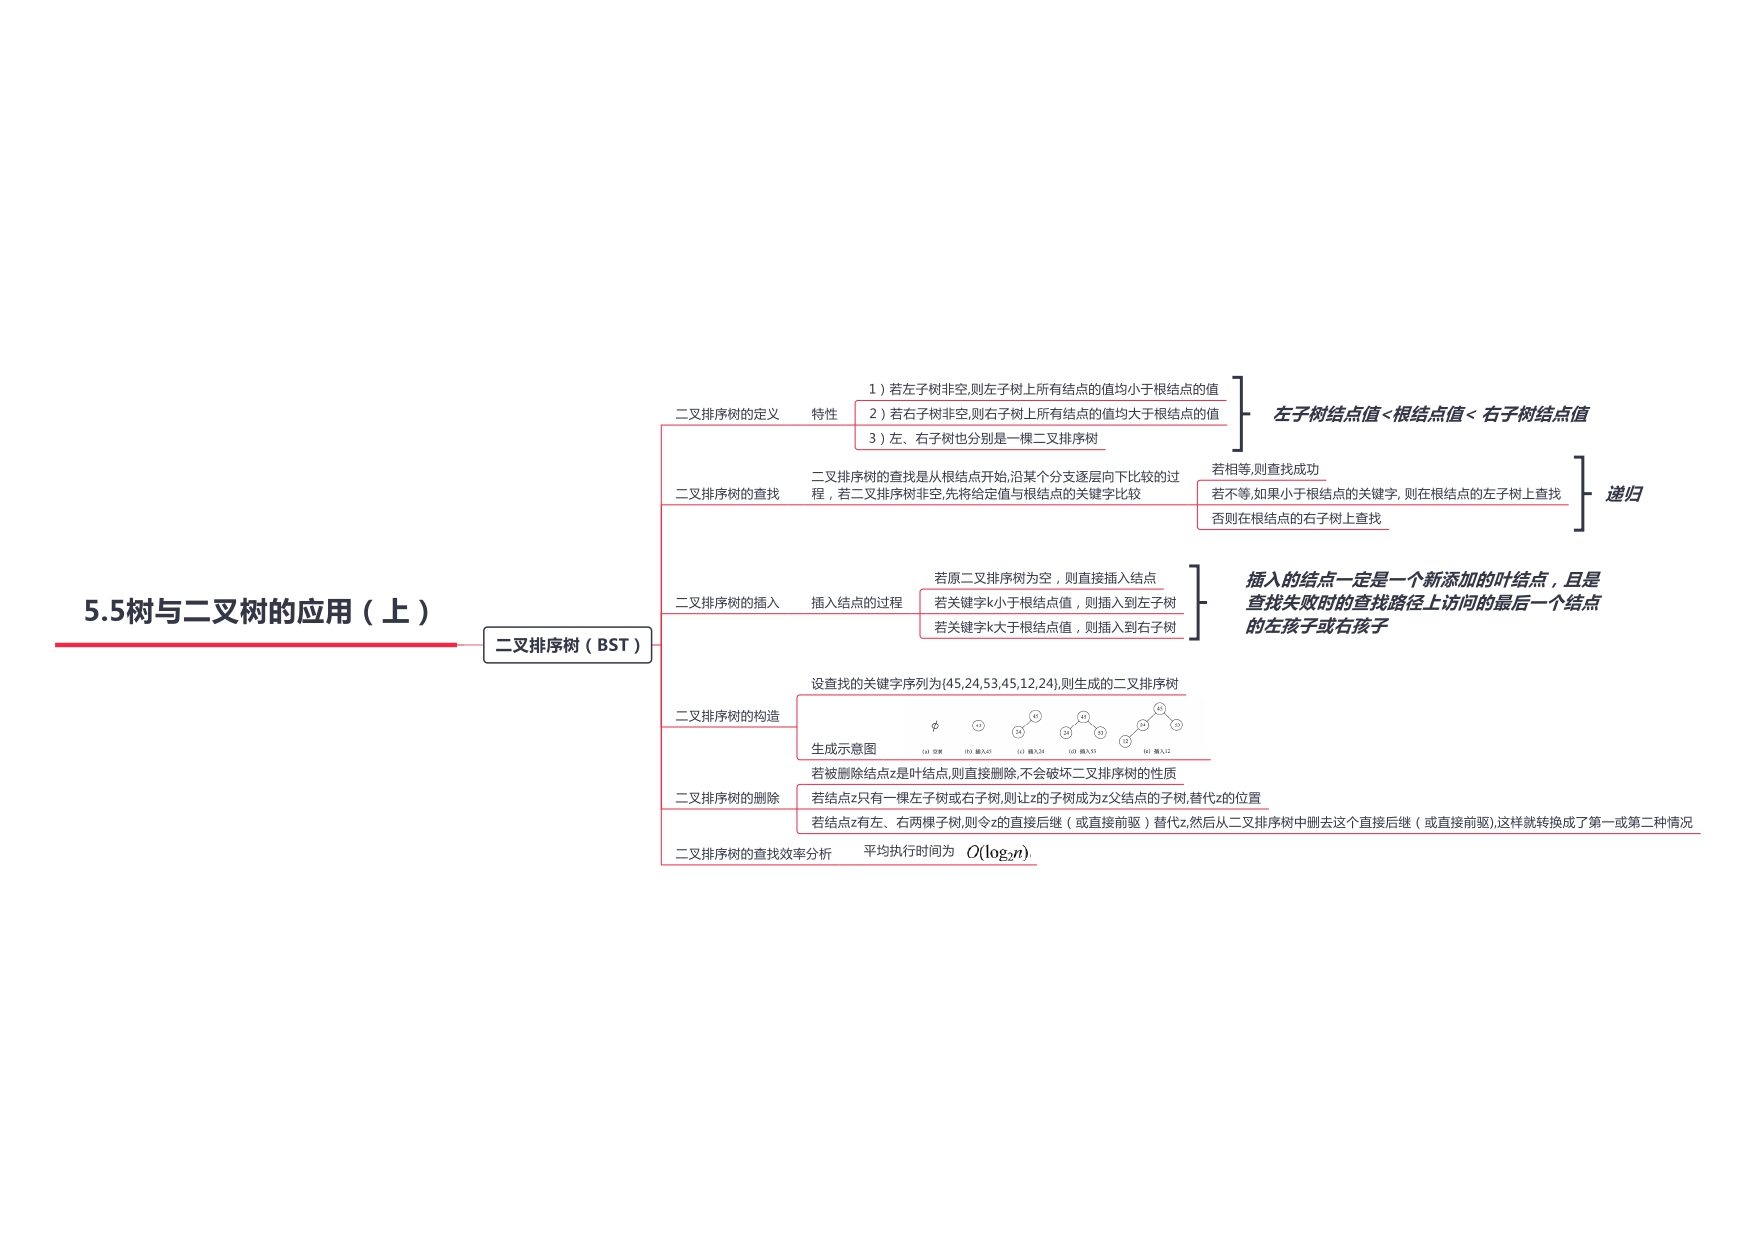 5.5树与二叉树的应用（上）
二叉排序树（BST）
二叉排序树的定义
特性
1）若左子树非空,则左子树上所有结点的值均小于根结点的值
2）若右子树非空,则右子树上所有结点的值均大于根结点的值
3）左、右子树也分别是一棵二叉排序树
左子树结点值<根结点值< 右子树结点值
二叉排序树的查找
二叉排序树的查找是从根结点开始,沿某个分支逐层向下比较的过
程，若二叉排序树非空,先将给定值与根结点的关键字比较
若相等,则查找成功
若不等,如果小于根结点的关键字, 则在根结点的左子树上查找
否则在根结点的右子树上查找
递归
二叉排序树的插入
插入结点的过程
若原二叉排序树为空，则直接插入结点
若关键字k小于根结点值，则插入到左子树
若关键字k大于根结点值，则插入到右子树
插入的结点一定是一个新添加的叶结点，且是
查找失败时的查找路径上访问的最后一个结点
的左孩子或右孩子
二叉排序树的构造
设查找的关键字序列为{45,24,53,45,12,24},则生成的二叉排序树
生成示意图
ϕ
45
45
24
45
24
53
45
24
53
12
(a) 空树
(b) 插入45
(c) 插入24
(d) 插入53
(e) 插入12
二叉排序树的删除
若被删除结点z是叶结点,则直接删除,不会破坏二叉排序树的性质
若结点z只有一棵左子树或右子树,则让z的子树成为z父结点的子树,替代z的位置
若结点z有左、右两棵子树,则令z的直接后继（或直接前驱）替代z,然后从二叉排序树中删去这个直接后继（或直接前驱),这样就转换成了第一或第二种情况
二叉排序树的查找效率分析
平均执行时间为 O(log₂n)